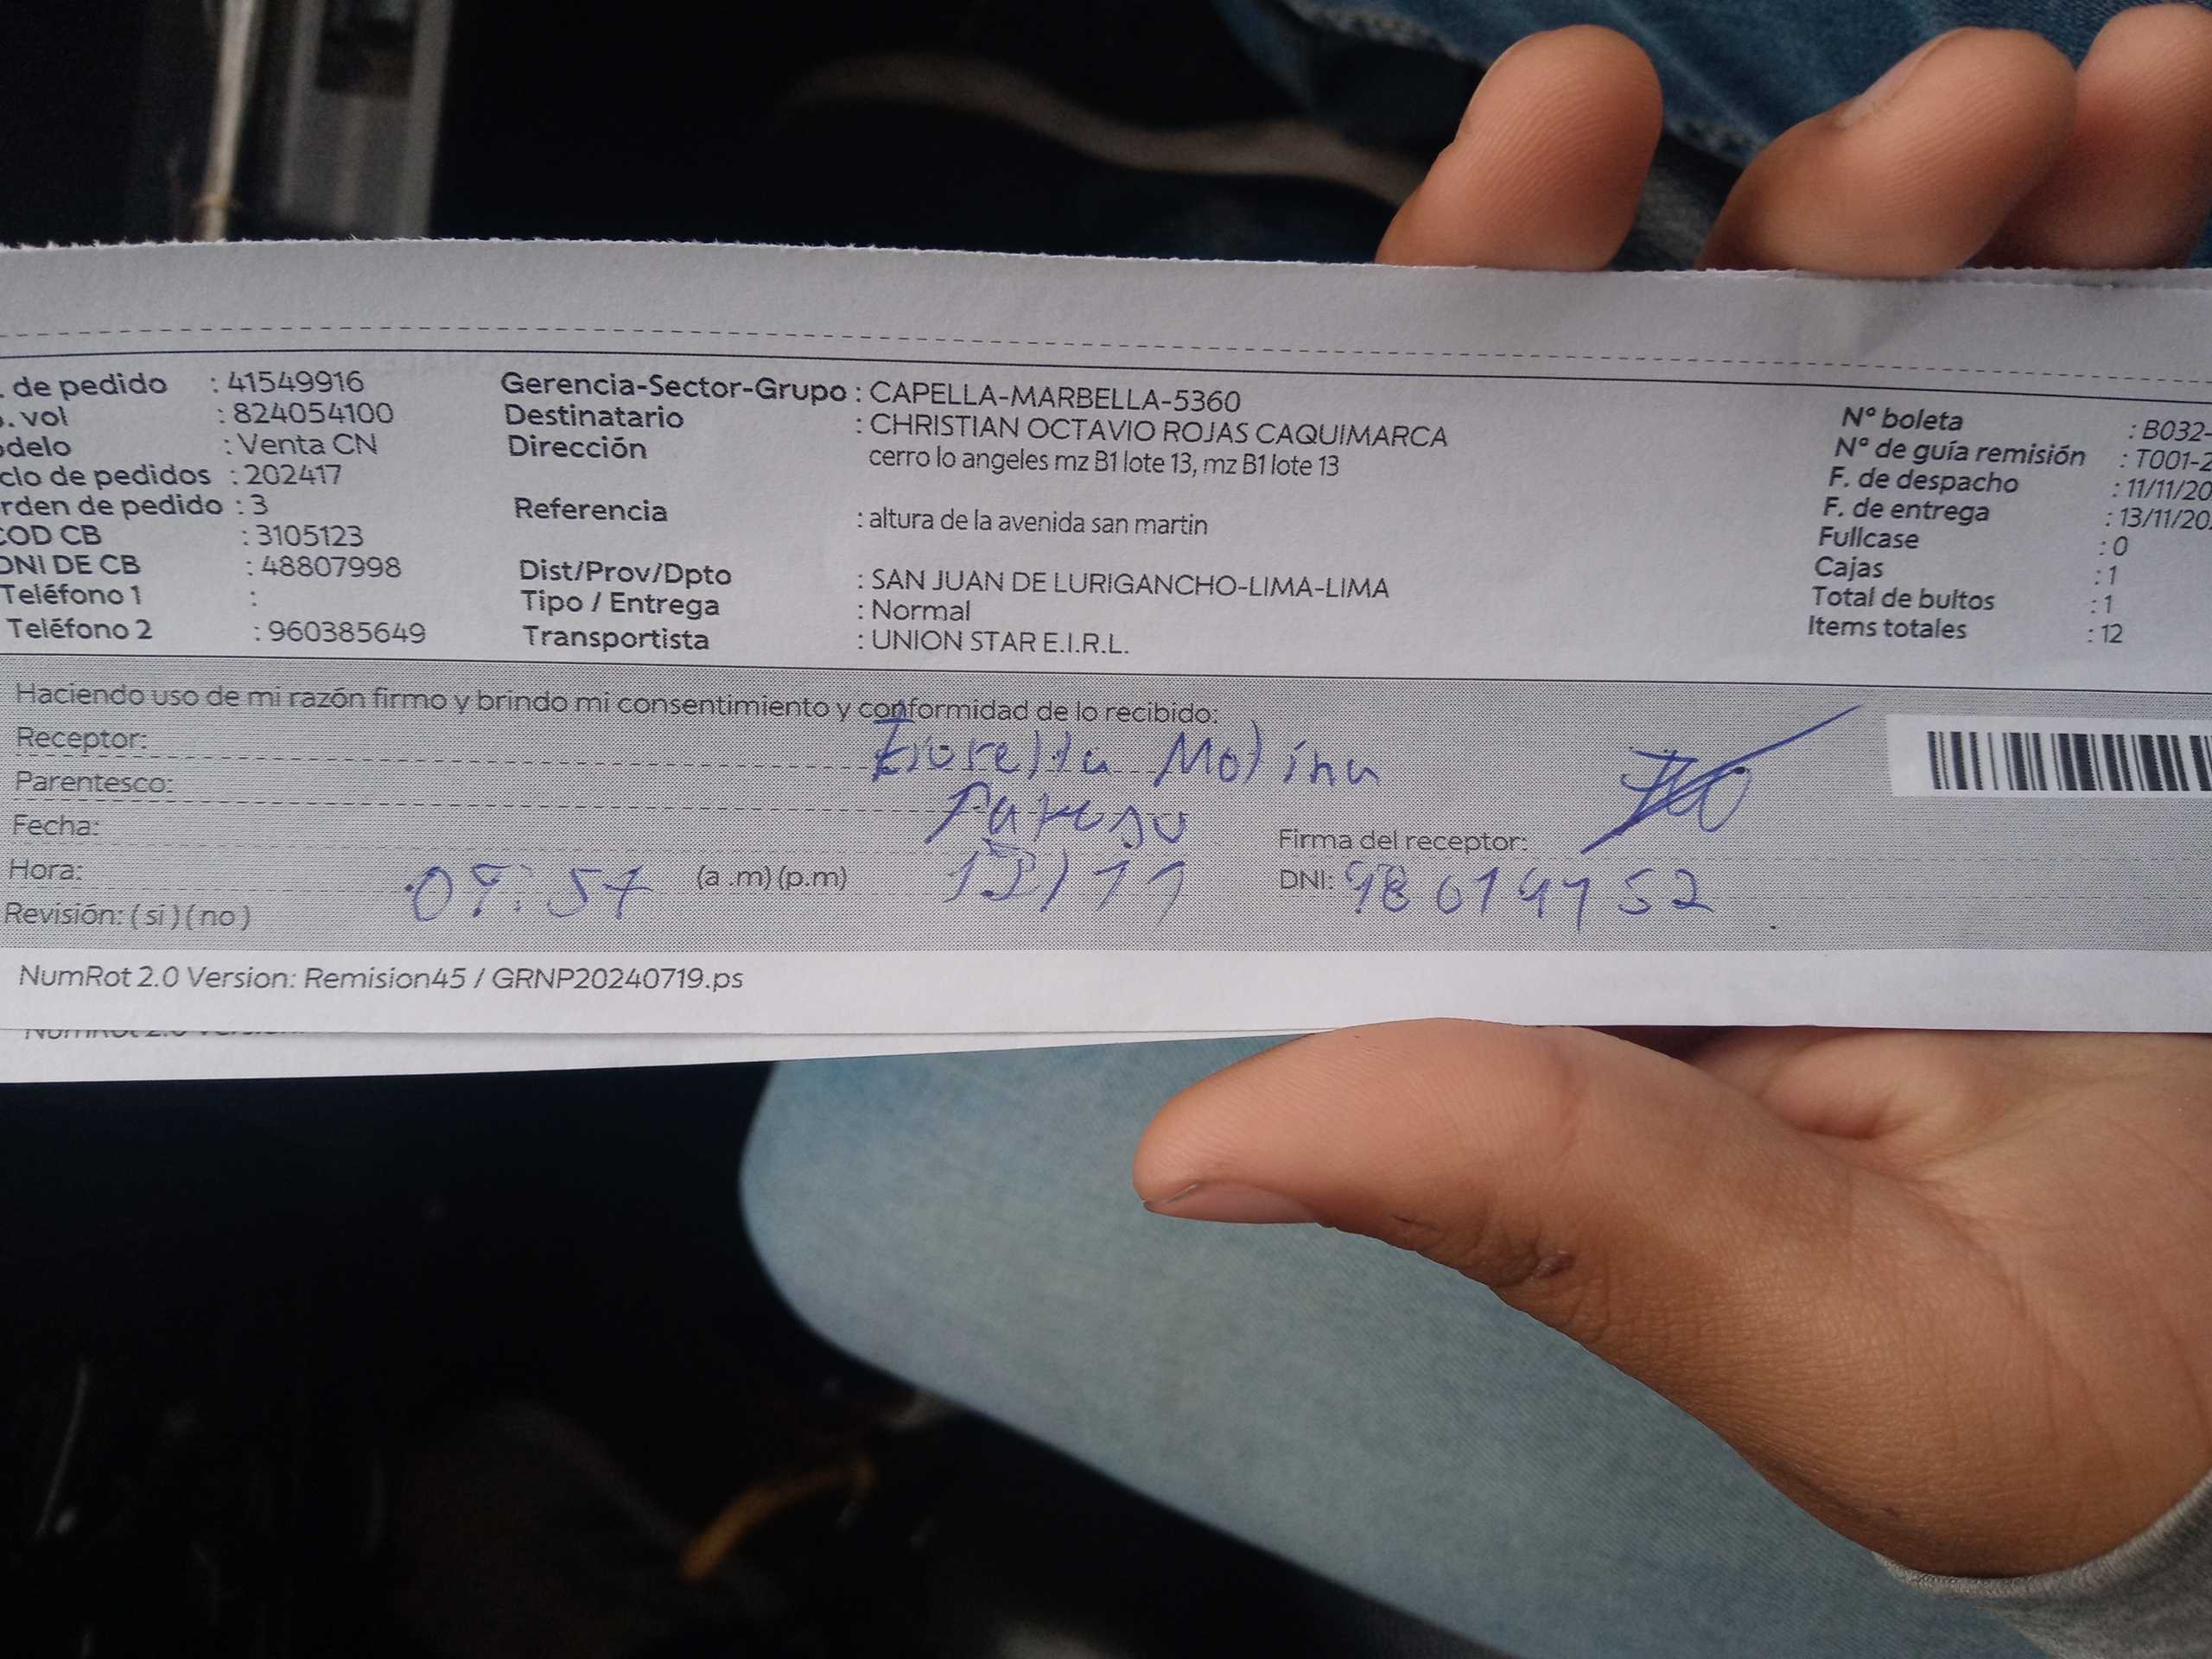 . de pedido : 41549916
. vol : 824054100
delo : Venta CN
clo de pedidos : 202417
rden de pedido : 3
COD CB : 3105123
DNI DE CB : 48807998
Teléfono 1 :
Teléfono 2 : 960385649
Gerencia-Sector-Grupo : CAPELLA-MARBELLA-5360
Destinatario : CHRISTIAN OCTAVIO ROJAS CAQUIMARCA
Dirección cerro lo angeles mz B1 lote 13, mz B1 lote 13
Referencia : altura de la avenida san martin
Dist/Prov/Dpto : SAN JUAN DE LURIGANCHO-LIMA-LIMA
Tipo / Entrega : Normal
Transportista : UNION STAR E.I.R.L.
N° boleta : B032-
N° de guía remisión : T001-2
F. de despacho : 11/11/20
F. de entrega : 13/11/20
Fullcase : 0
Cajas : 1
Total de bultos : 1
Items totales : 12
Haciendo uso de mi razón firmo y brindo mi consentimiento y conformidad de lo recibido:
Receptor: Fiorella Molina
Parentesco:
Fecha: 13/11
Firma del receptor:
Hora: 57 (a .m) (p.m)
DNI:
Revisión: ( si ) ( no )
NumRot 2.0 Version: Remision45 / GRNP20240719.ps